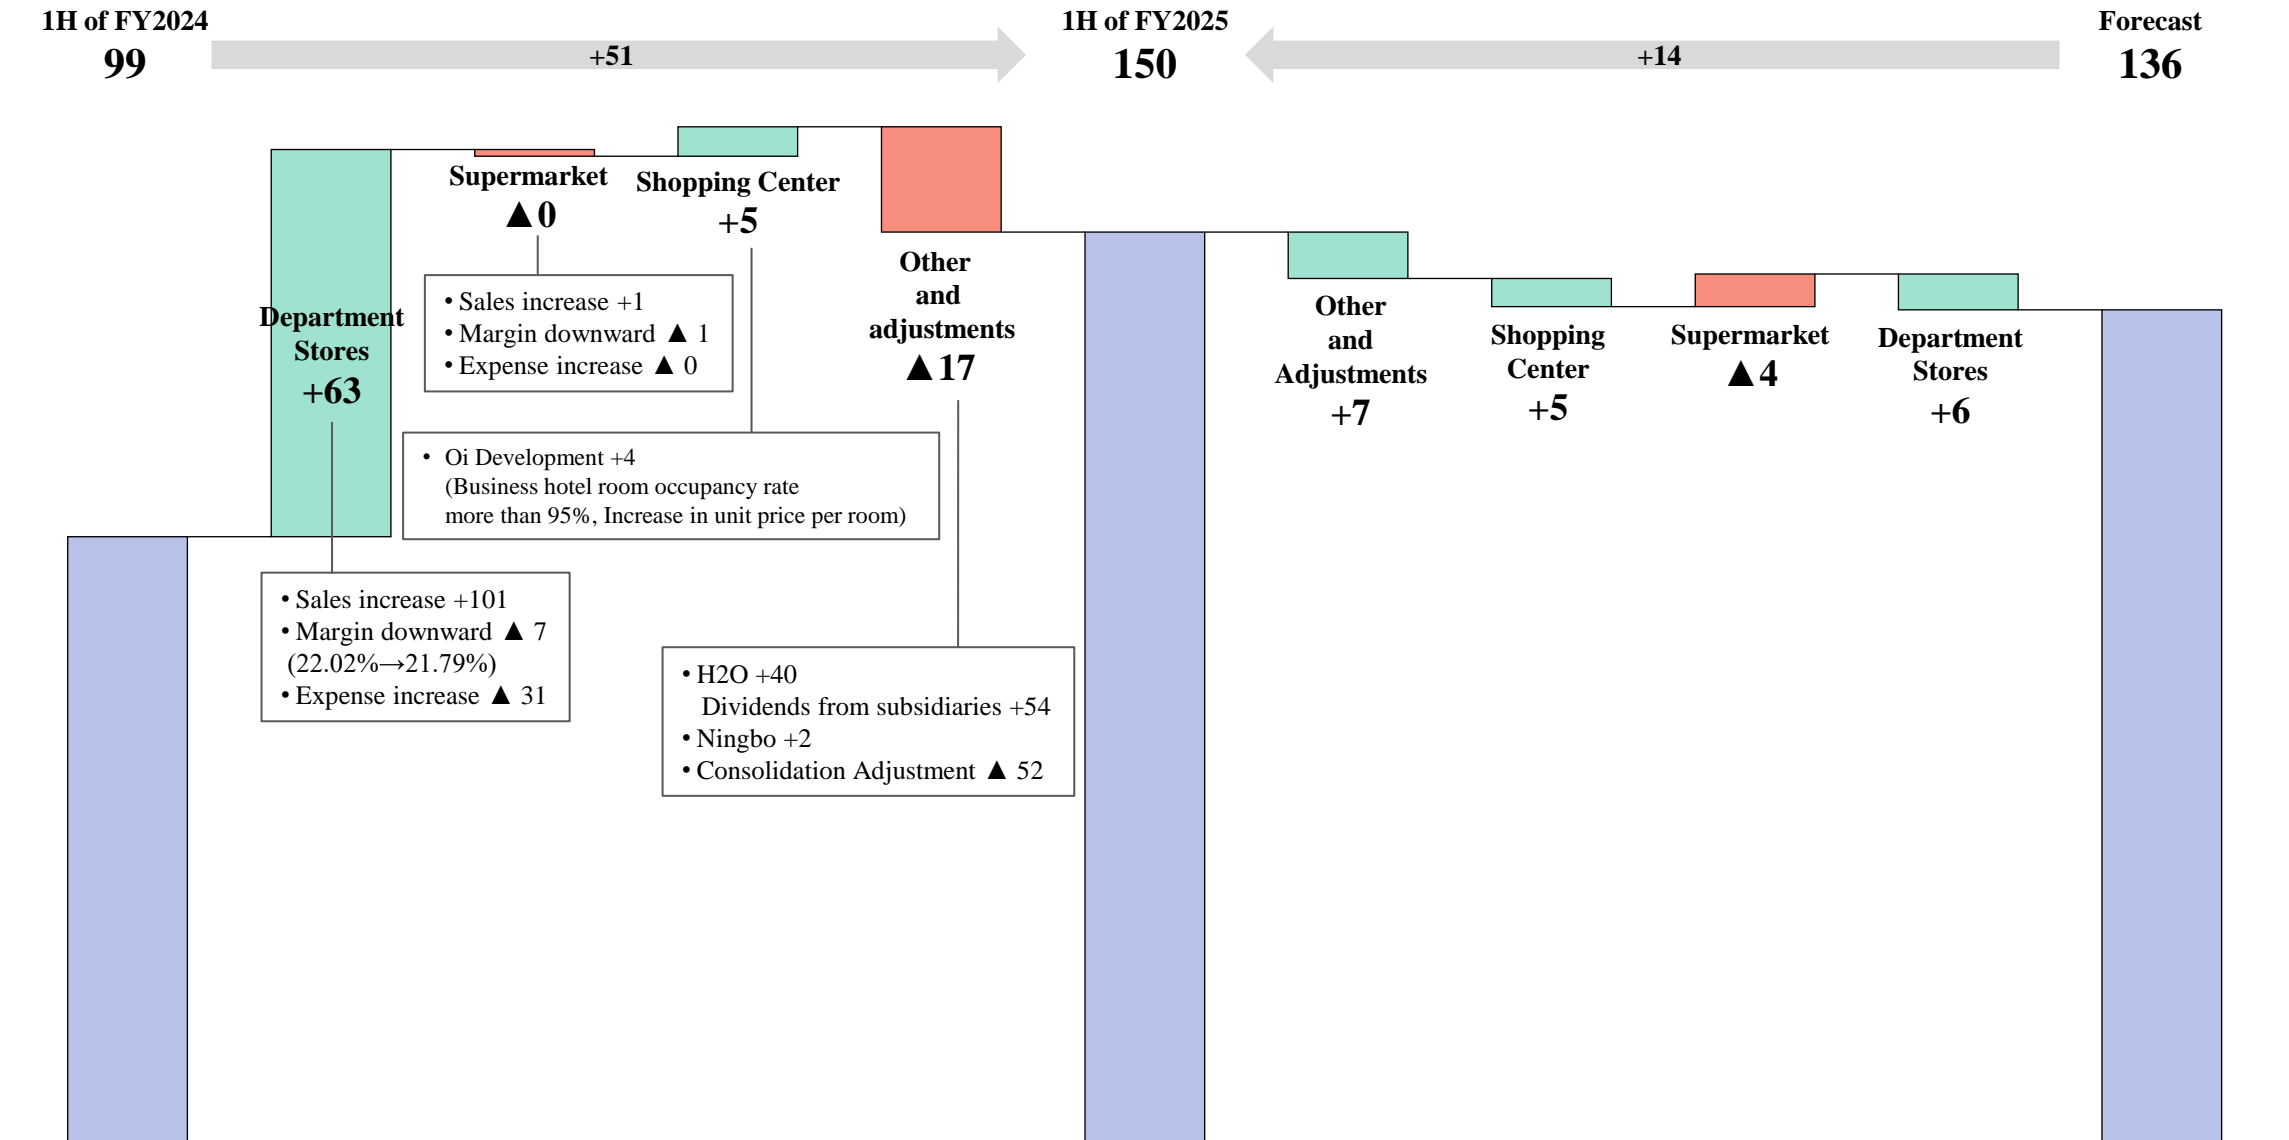 1H of FY2024
99
+51
1H of FY2025
150
+14
Forecast
136
Department
Stores
+63
• Sales increase +101
• Margin downward ▲ 7
(22.02%→21.79%)
• Expense increase ▲ 31
Supermarket
▲0
• Sales increase +1
• Margin downward ▲ 1
• Expense increase ▲ 0
Shopping Center
+5
• Oi Development +4
(Business hotel room occupancy rate
more than 95%, Increase in unit price per room)
Other
and
adjustments
▲17
• H2O +40
Dividends from subsidiaries +54
• Ningbo +2
• Consolidation Adjustment ▲ 52
Other
and
Adjustments
+7
Shopping
Center
+5
Supermarket
▲4
Department
Stores
+6